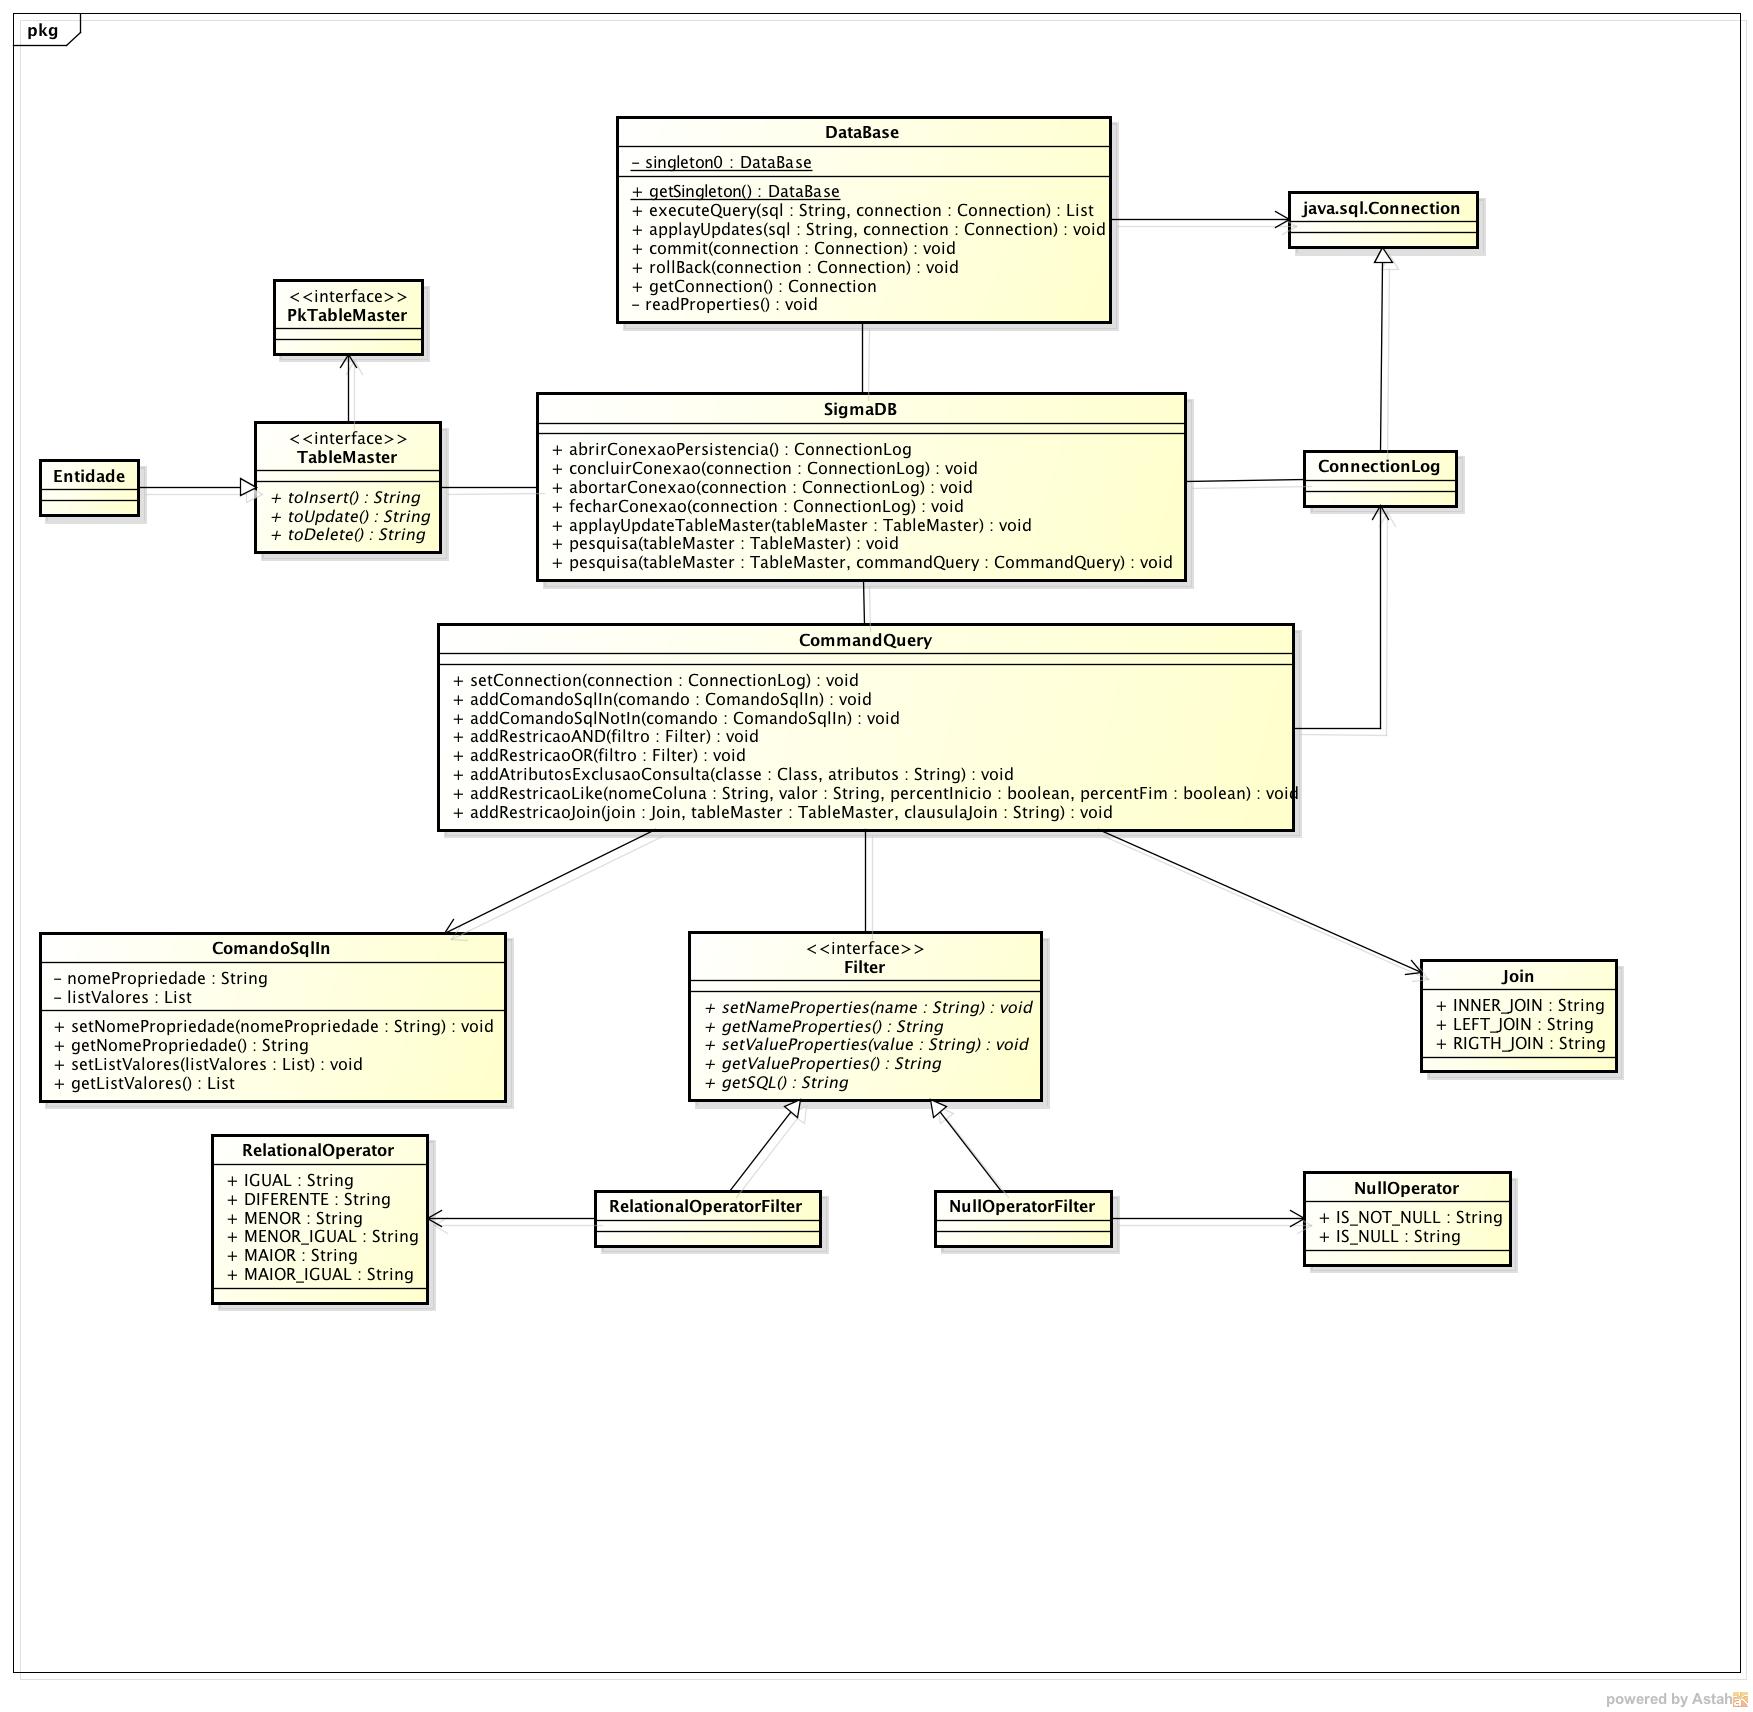 pkg
DataBase
- singleton0 : DataBase
+ getSingleton() : DataBase
+ executeQuery(sql : String, connection : Connection) : List
+ applayUpdates(sql : String, connection : Connection) : void
+ commit(connection : Connection) : void
+ rollBack(connection : Connection) : void
+ getConnection() : Connection
- readProperties() : void
java.sql.Connection
<<interface>>
PkTableMaster
<<interface>>
TableMaster
+ toInsert() : String
+ toUpdate() : String
+ toDelete() : String
Entidade
SigmaDB
+ abrirConexaoPersistencia() : ConnectionLog
+ concluirConexao(connection : ConnectionLog) : void
+ abortarConexao(connection : ConnectionLog) : void
+ fecharConexao(connection : ConnectionLog) : void
+ applayUpdateTableMaster(tableMaster : TableMaster) : void
+ pesquisa(tableMaster : TableMaster) : void
+ pesquisa(tableMaster : TableMaster, commandQuery : CommandQuery) : void
ConnectionLog
CommandQuery
+ setConnection(connection : ConnectionLog) : void
+ addComandoSqlIn(comando : ComandoSqlIn) : void
+ addComandoSqlNotIn(comando : ComandoSqlIn) : void
+ addRestricaoAND(filtro : Filter) : void
+ addRestricaoOR(filtro : Filter) : void
+ addAtributosExclusaoConsulta(classe : Class, atributos : String) : void
+ addRestricaoLike(nomeColuna : String, valor : String, percentInicio : boolean, percentFim : boolean) : void
+ addRestricaoJoin(join : Join, tableMaster : TableMaster, clausulaJoin : String) : void
ComandoSqlIn
- nomePropriedade : String
- listValores : List
+ setNomePropriedade(nomePropriedade : String) : void
+ getNomePropriedade() : String
+ setListValores(listValores : List) : void
+ getListValores() : List
<<interface>>
Filter
+ setNameProperties(name : String) : void
+ getNameProperties() : String
+ setValueProperties(value : String) : void
+ getValueProperties() : String
+ getSQL() : String
Join
+ INNER_JOIN : String
+ LEFT_JOIN : String
+ RIGTH_JOIN : String
RelationalOperator
+ IGUAL : String
+ DIFERENTE : String
+ MENOR : String
+ MENOR_IGUAL : String
+ MAIOR : String
+ MAIOR_IGUAL : String
RelationalOperatorFilter
NullOperatorFilter
NullOperator
+ IS_NOT_NULL : String
+ IS_NULL : String
powered by Astah